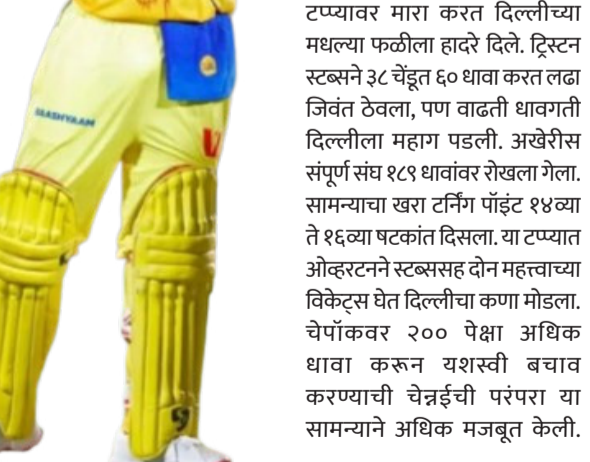 टप्प्यावर मारा करत दिल्लीच्या
मधल्या फळीला हादरे दिले. ट्रिस्टन
स्टब्सने ३८ चेंडूत ६० धावा करत लढा
जिवंत ठेवला, पण वाढती धावगती
दिल्लीला महाग पडली. अखेरीस
संपूर्ण संघ १८९ धावांवर रोखला गेला.
सामन्याचा खरा टर्निंग पॉइंट १४व्या
ते १६व्या षटकांत दिसला. या टप्प्यात
ओव्हरटनने स्टब्ससह दोन महत्त्वाच्या
विकेट्स घेत दिल्लीचा कणा मोडला.
चेपॉकवर २०० पेक्षा अधिक
धावा करून यशस्वी बचाव
करण्याची चेन्नईची परंपरा या
सामन्याने अधिक मजबूत केली.